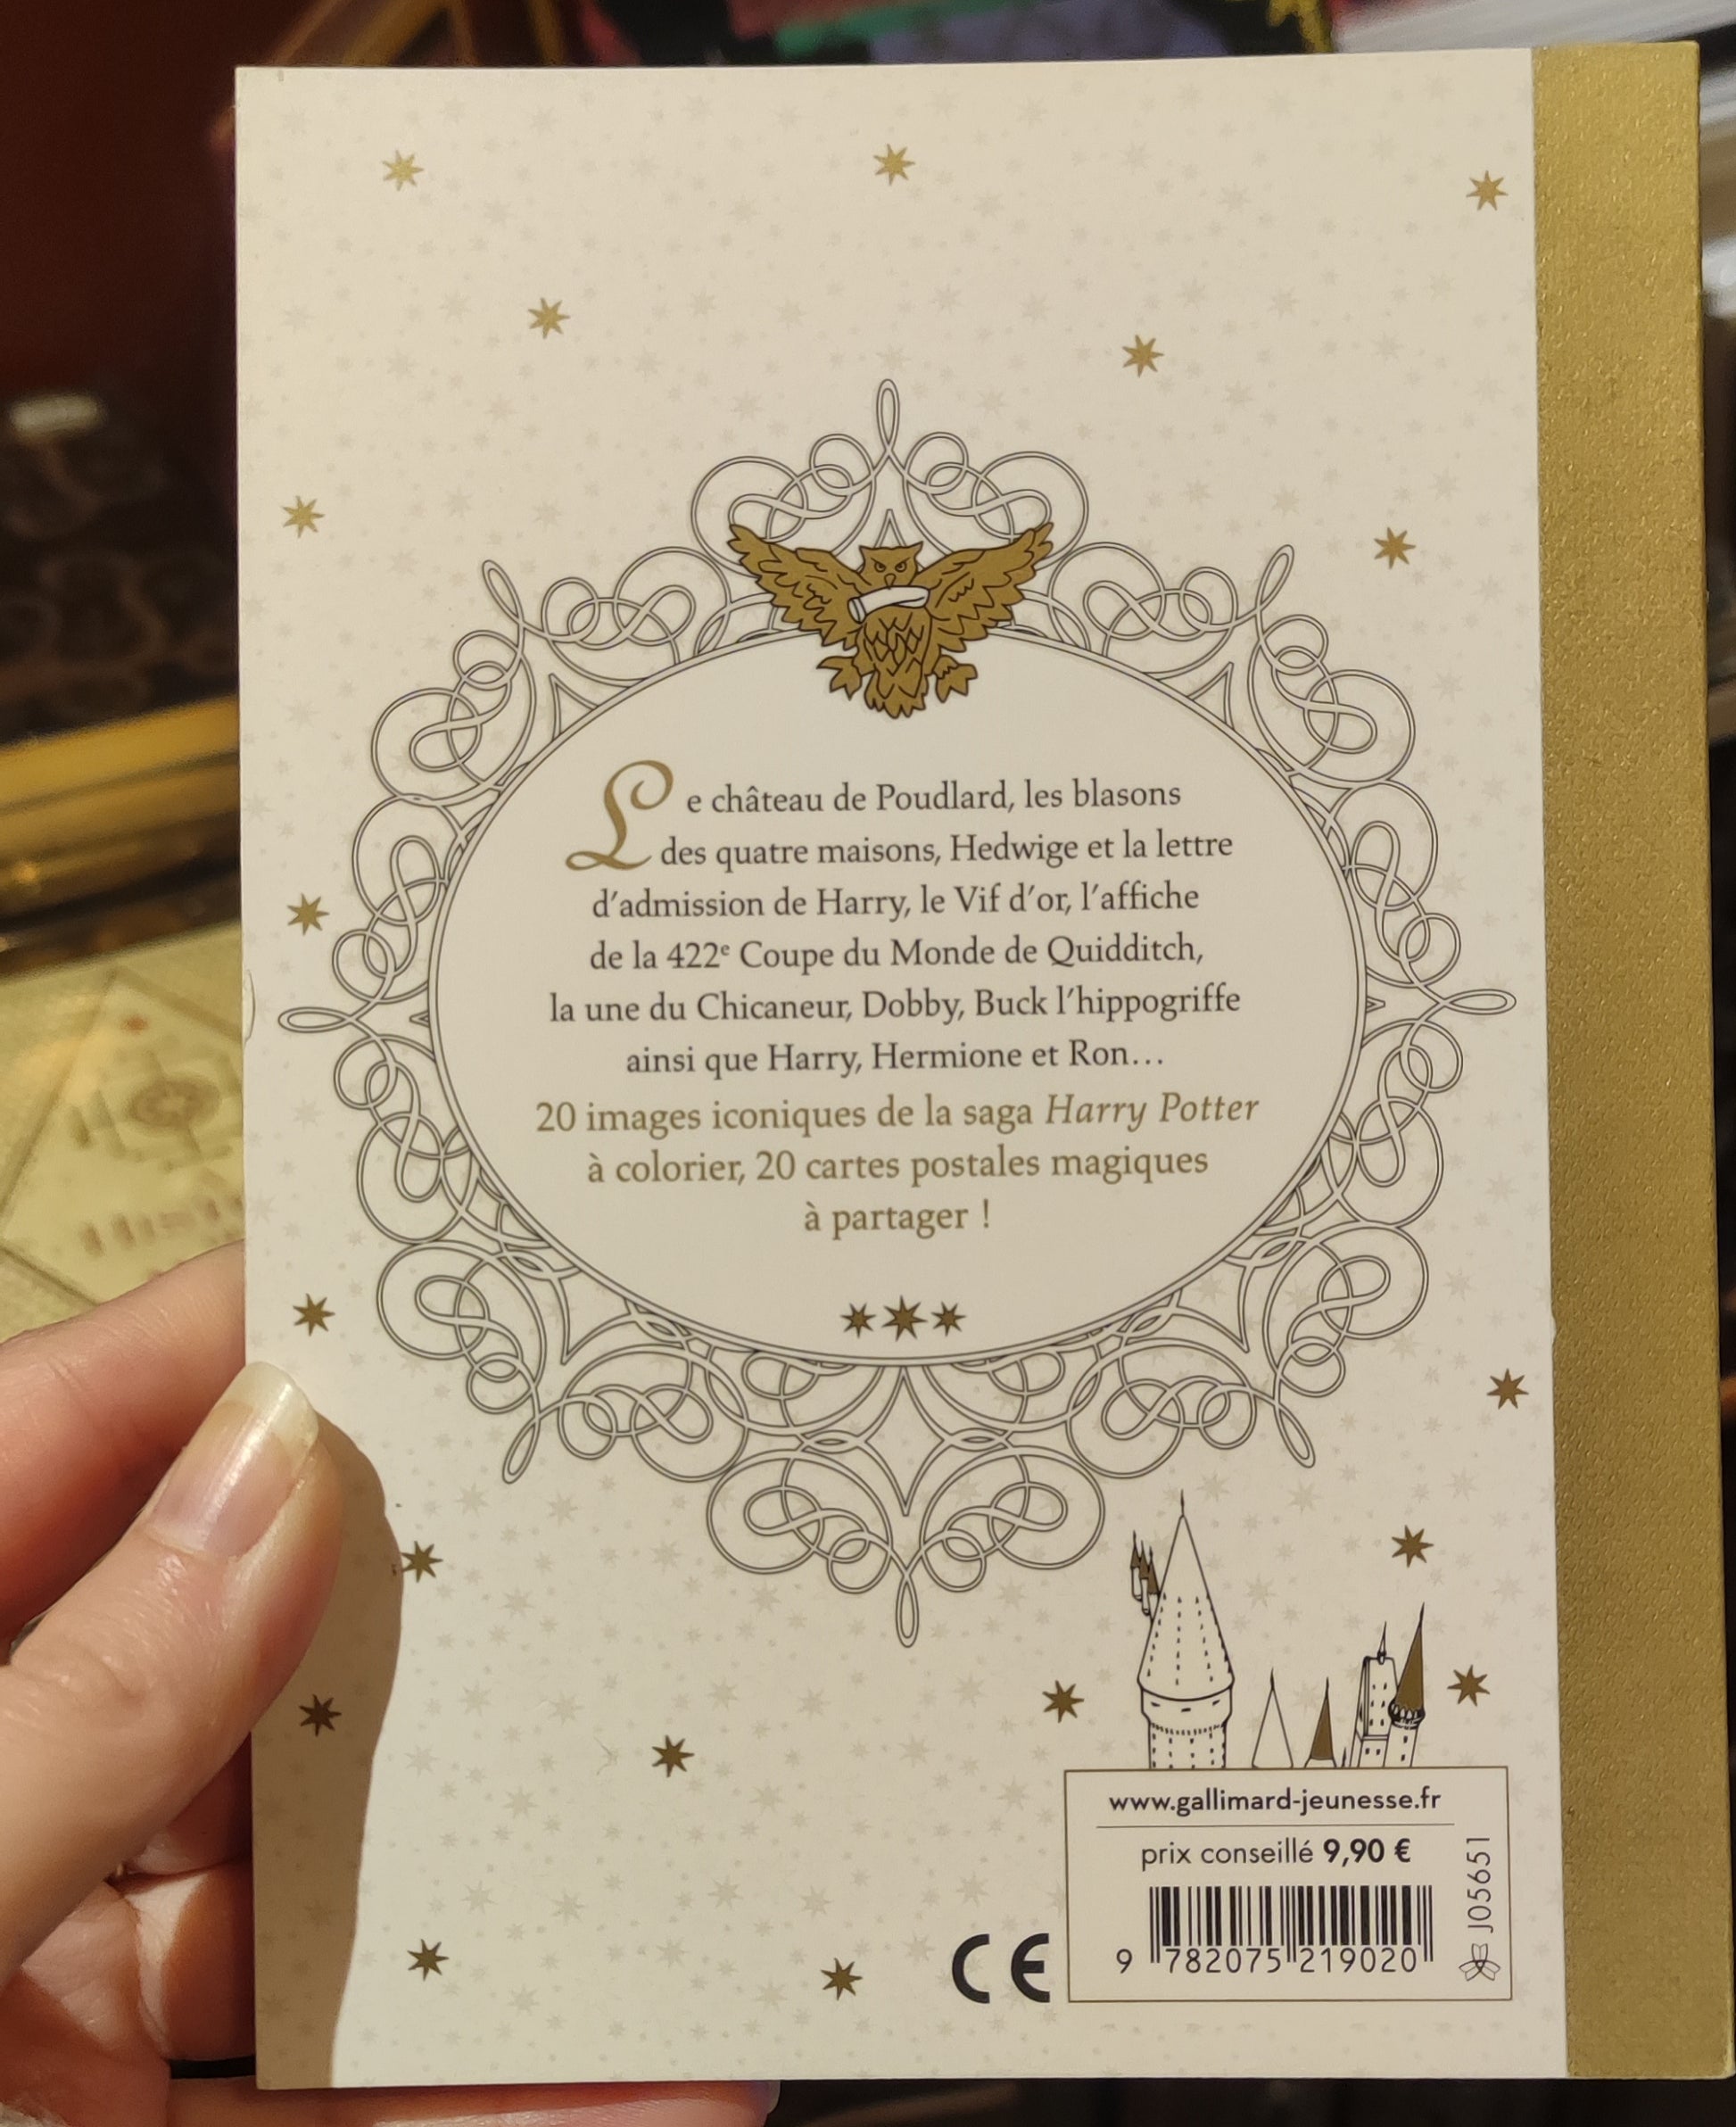 Le château de Poudlard, les blasons
des quatre maisons, Hedwige et la lettre
d'admission de Harry, le Vif d'or, l'affiche
de la 422e Coupe du Monde de Quidditch,
la une du Chicaneur, Dobby, Buck l'hippogriffe
ainsi que Harry, Hermione et Ron...
20 images iconiques de la saga Harry Potter
à colorier, 20 cartes postales magiques
à partager !
www.gallimard-jeunesse.fr
prix conseillé 9,90 €
J05651
9 782075 219020
CE